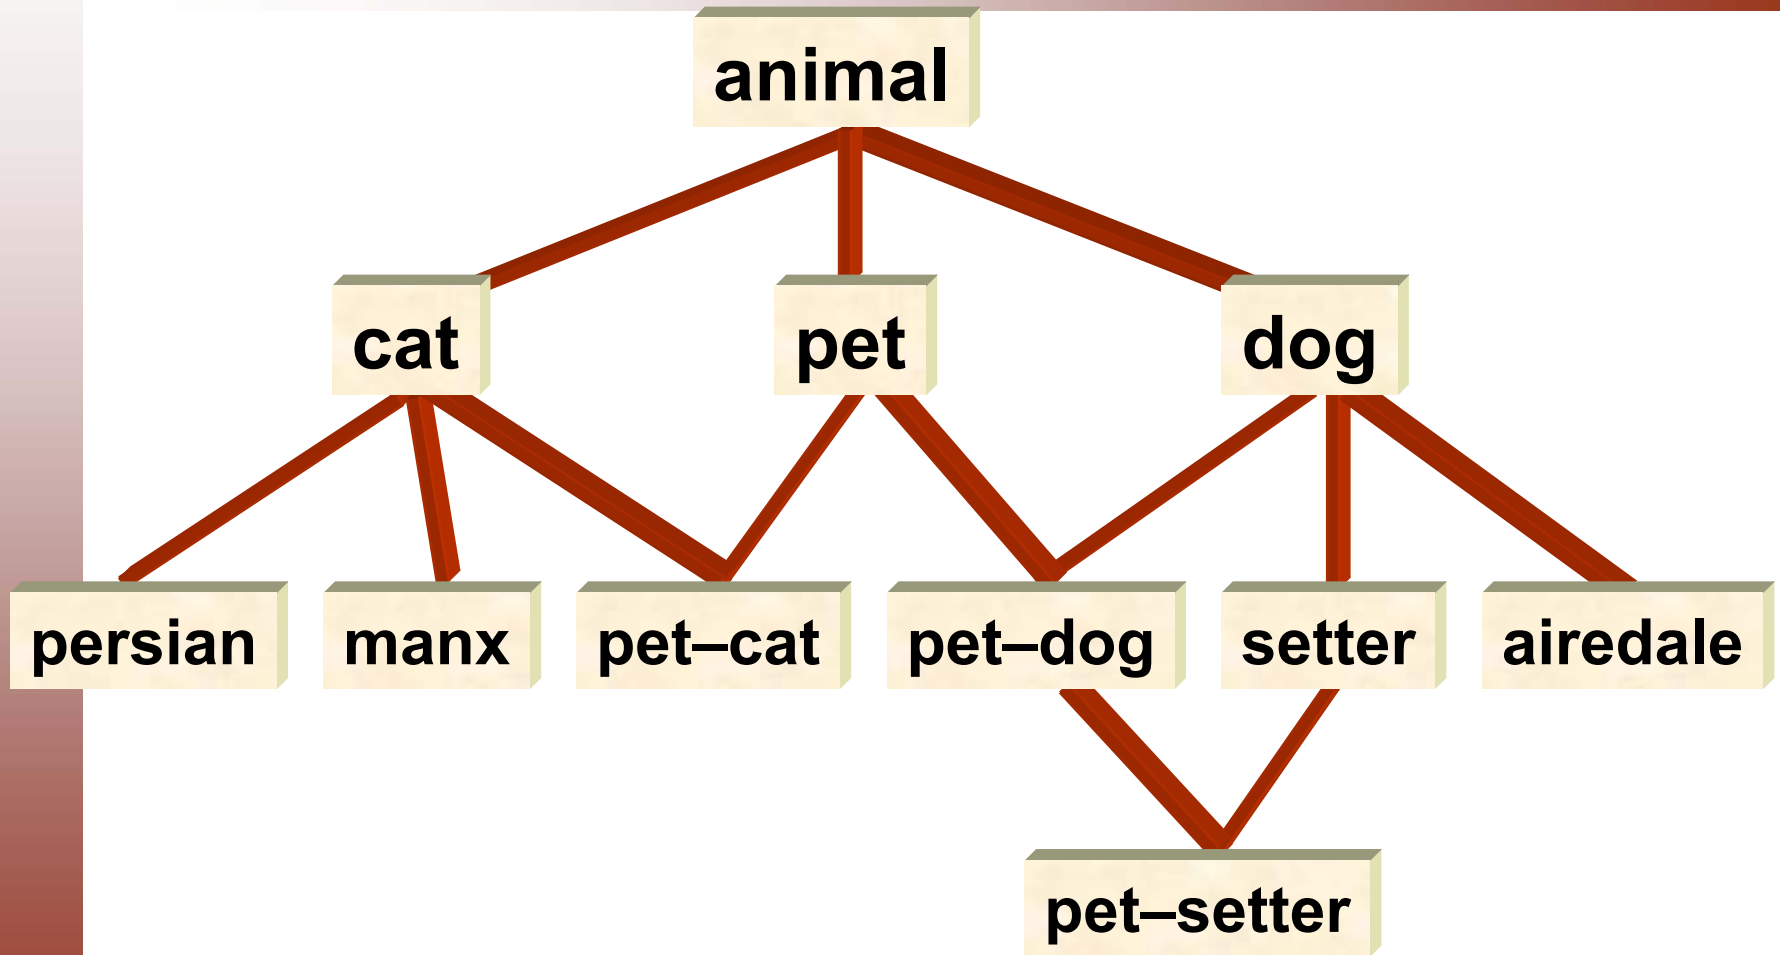 animal
cat
pet
dog
persian
manx
pet–cat
pet–dog
setter
airedale
pet–setter